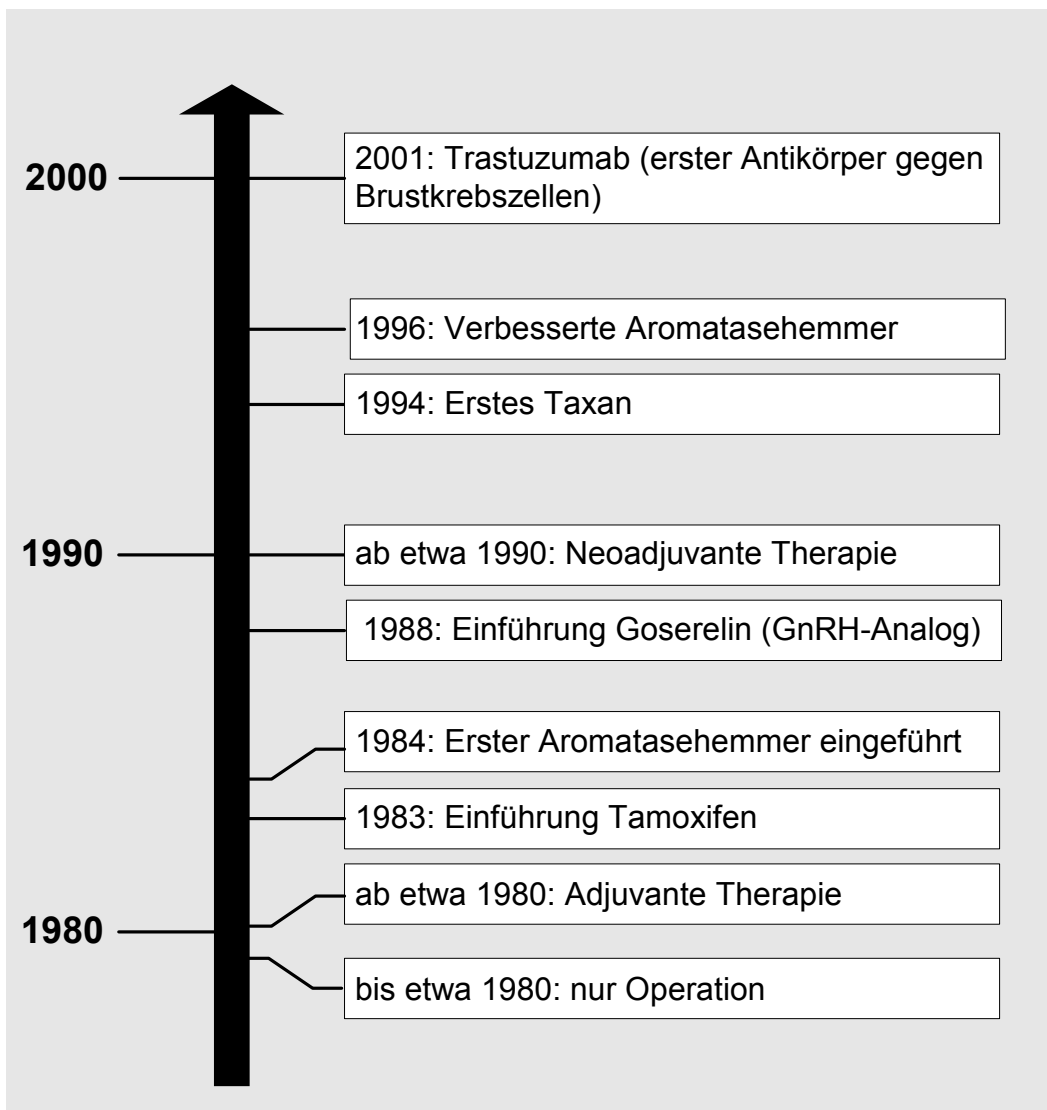 2000
2001: Trastuzumab (erster Antikörper gegen
Brustkrebszellen)
1996: Verbesserte Aromatasehemmer
1994: Erstes Taxan
1990
ab etwa 1990: Neoadjuvante Therapie
1988: Einführung Goserelin (GnRH-Analog)
1984: Erster Aromatasehemmer eingeführt
1983: Einführung Tamoxifen
ab etwa 1980: Adjuvante Therapie
1980
bis etwa 1980: nur Operation